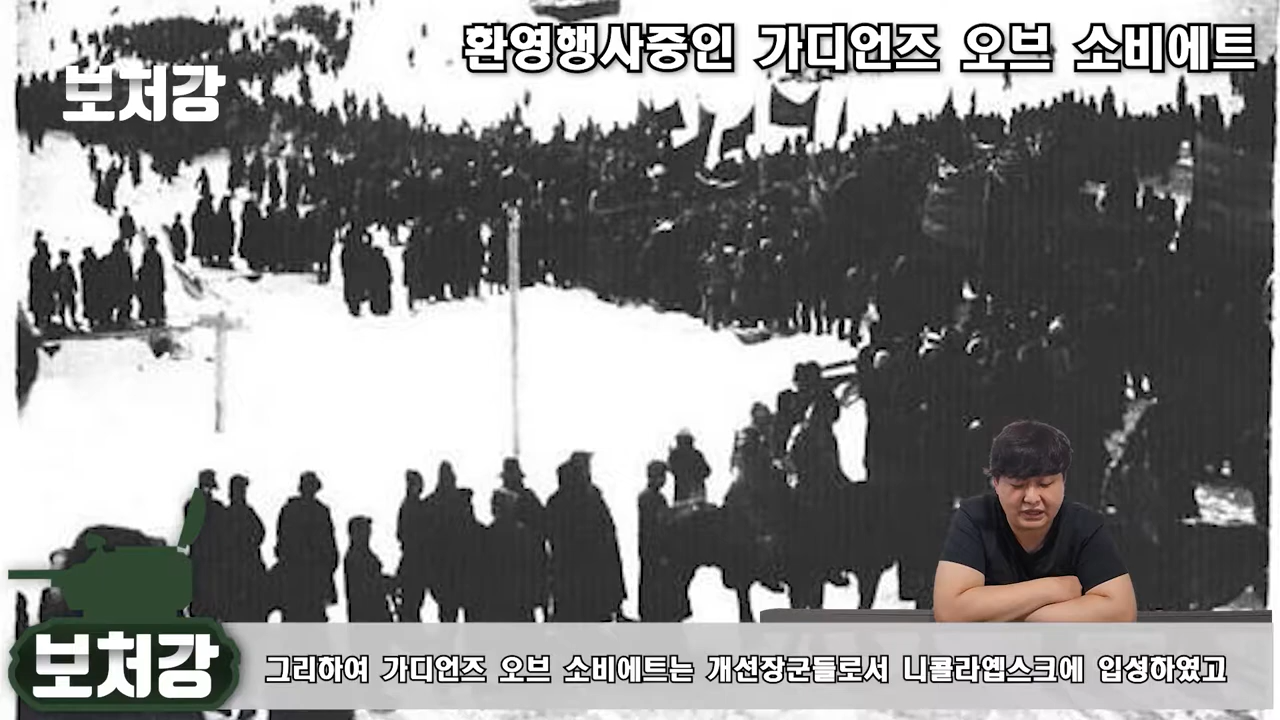 환영행사중인 가디언즈 오브 소비에트
보처강
보처강
그리하여 가디언즈 오브 소비에트는 개선장군들로서 니콜라옙스크에 입성하였고